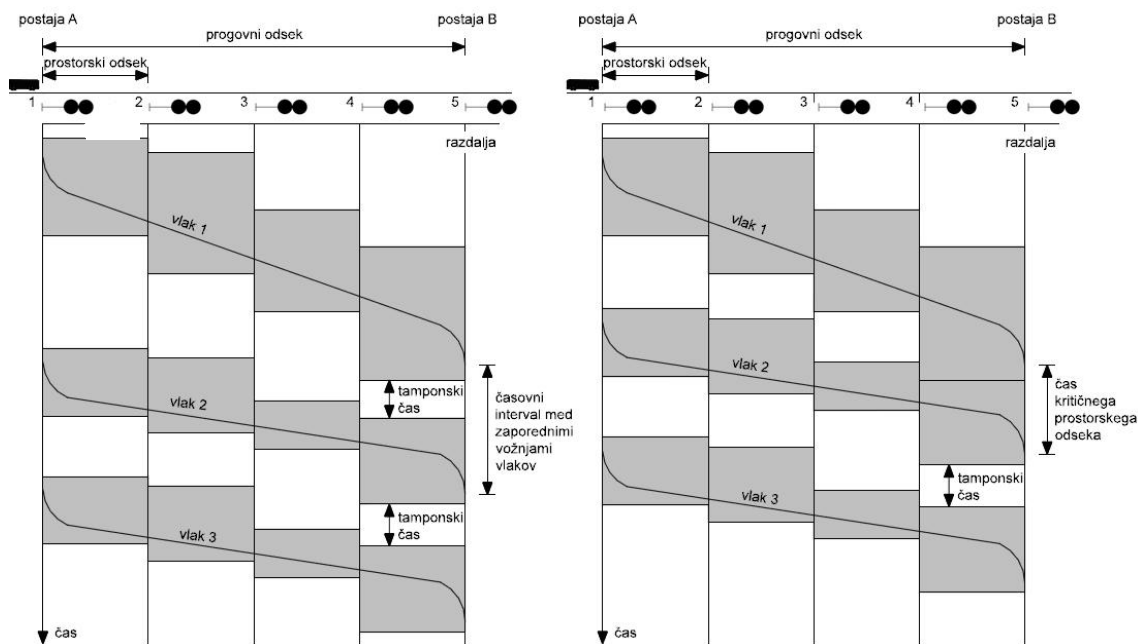 postaja A
postaja B
progovni odsek
prostorski odsek
1
2
3
4
5
razdalja
vlak 1
vlak 2
vlak 3
tamponski
čas
časovni
interval med
zaporednimi
vožnjami
vlakov
tamponski
čas
čas
postaja A
postaja B
progovni odsek
prostorski odsek
1
2
3
4
5
razdalja
vlak 1
vlak 2
vlak 3
čas
kritičnega
prostorskega
odseka
tamponski
čas
čas